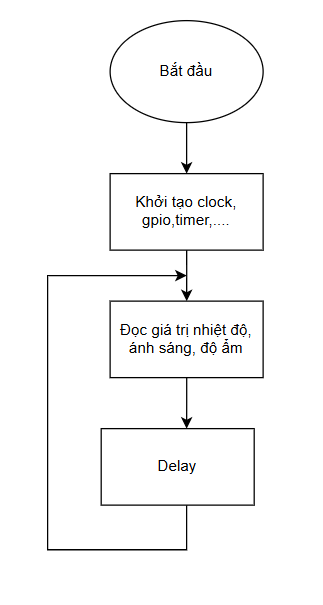 Bắt đầu
Khởi tạo clock,
gpio,timer,....
Đọc giá trị nhiệt độ,
ánh sáng, độ ẩm
Delay